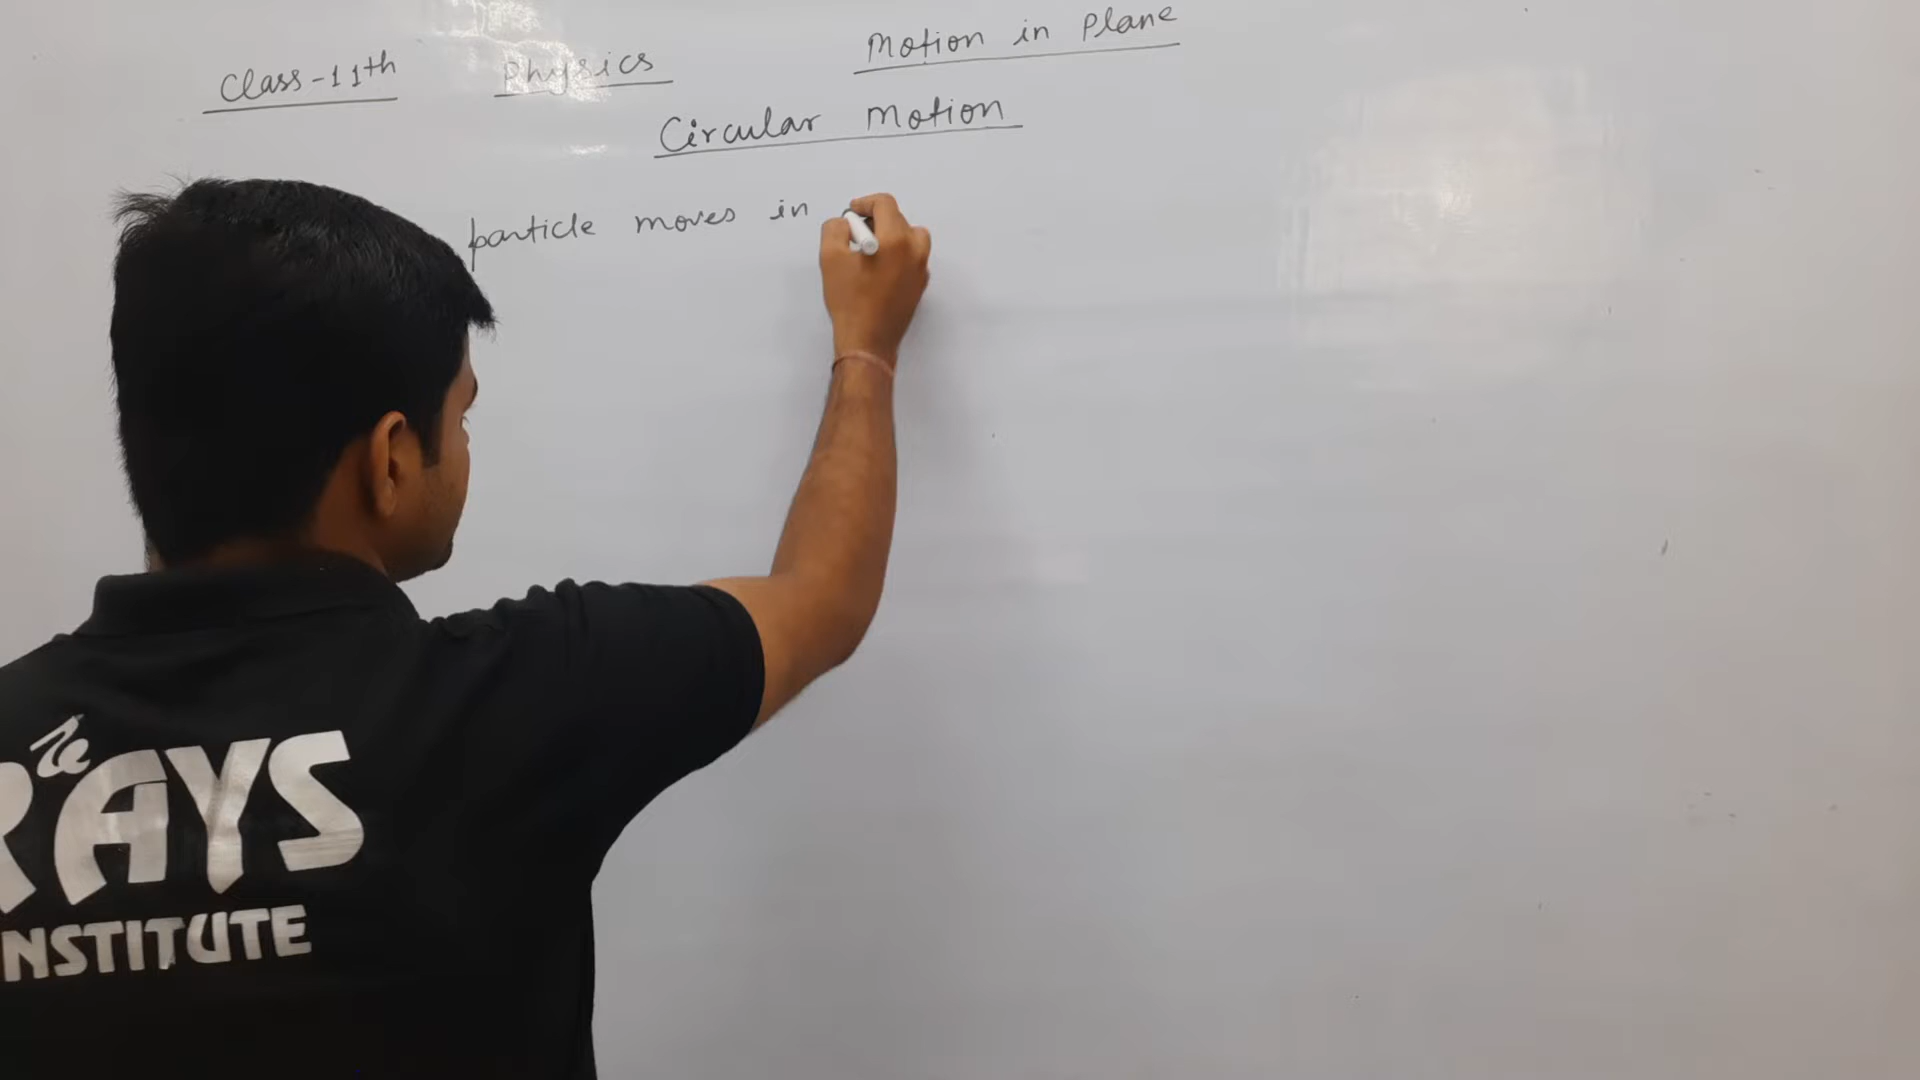 Class-11th Physics Motion in Plane
Circular Motion
particle moves in
RAYS
INSTITUTE